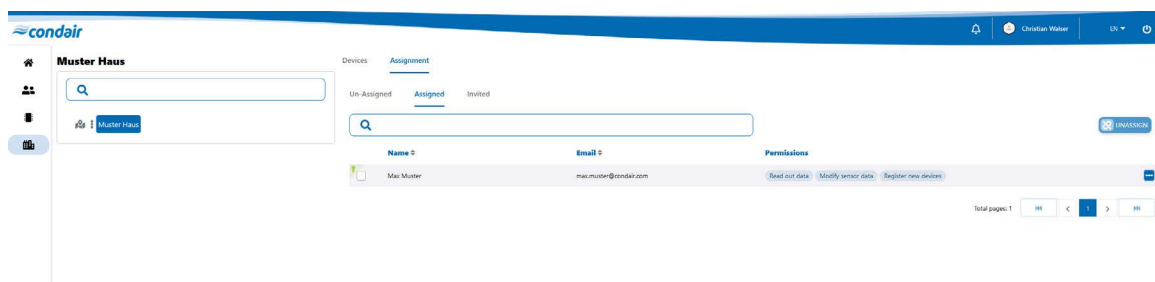 condair
Christian Walser
EN
Muster Haus
Devices
Assignment
Un-Assigned
Assigned
Invited
Muster Haus
UNASSIGN
Name
Email
Permissions
Max Muster
max.muster@condair.com
Read out data
Modify sensor data
Register new devices
Total pages: 1
1